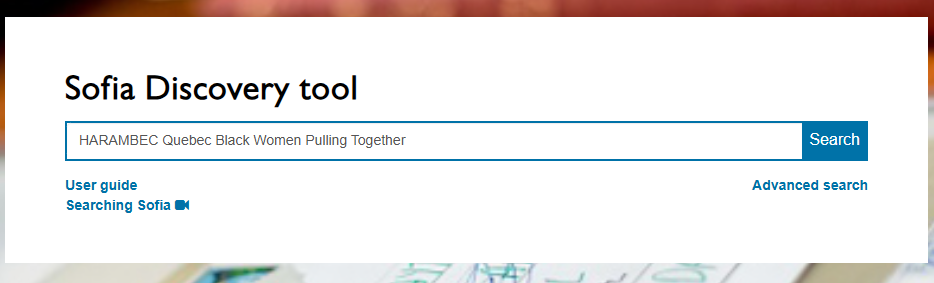 Sofia Discovery tool
HARAMBEC Quebec Black Women Pulling Together
Search
User guide
Advanced search
Searching Sofia